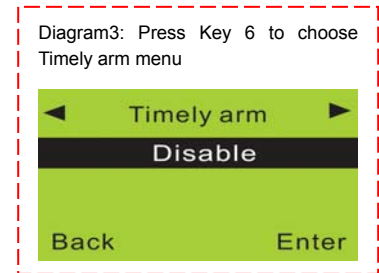 Diagram3: Press Key 6 to choose
Timely arm menu
Timely arm
Disable
Back Enter